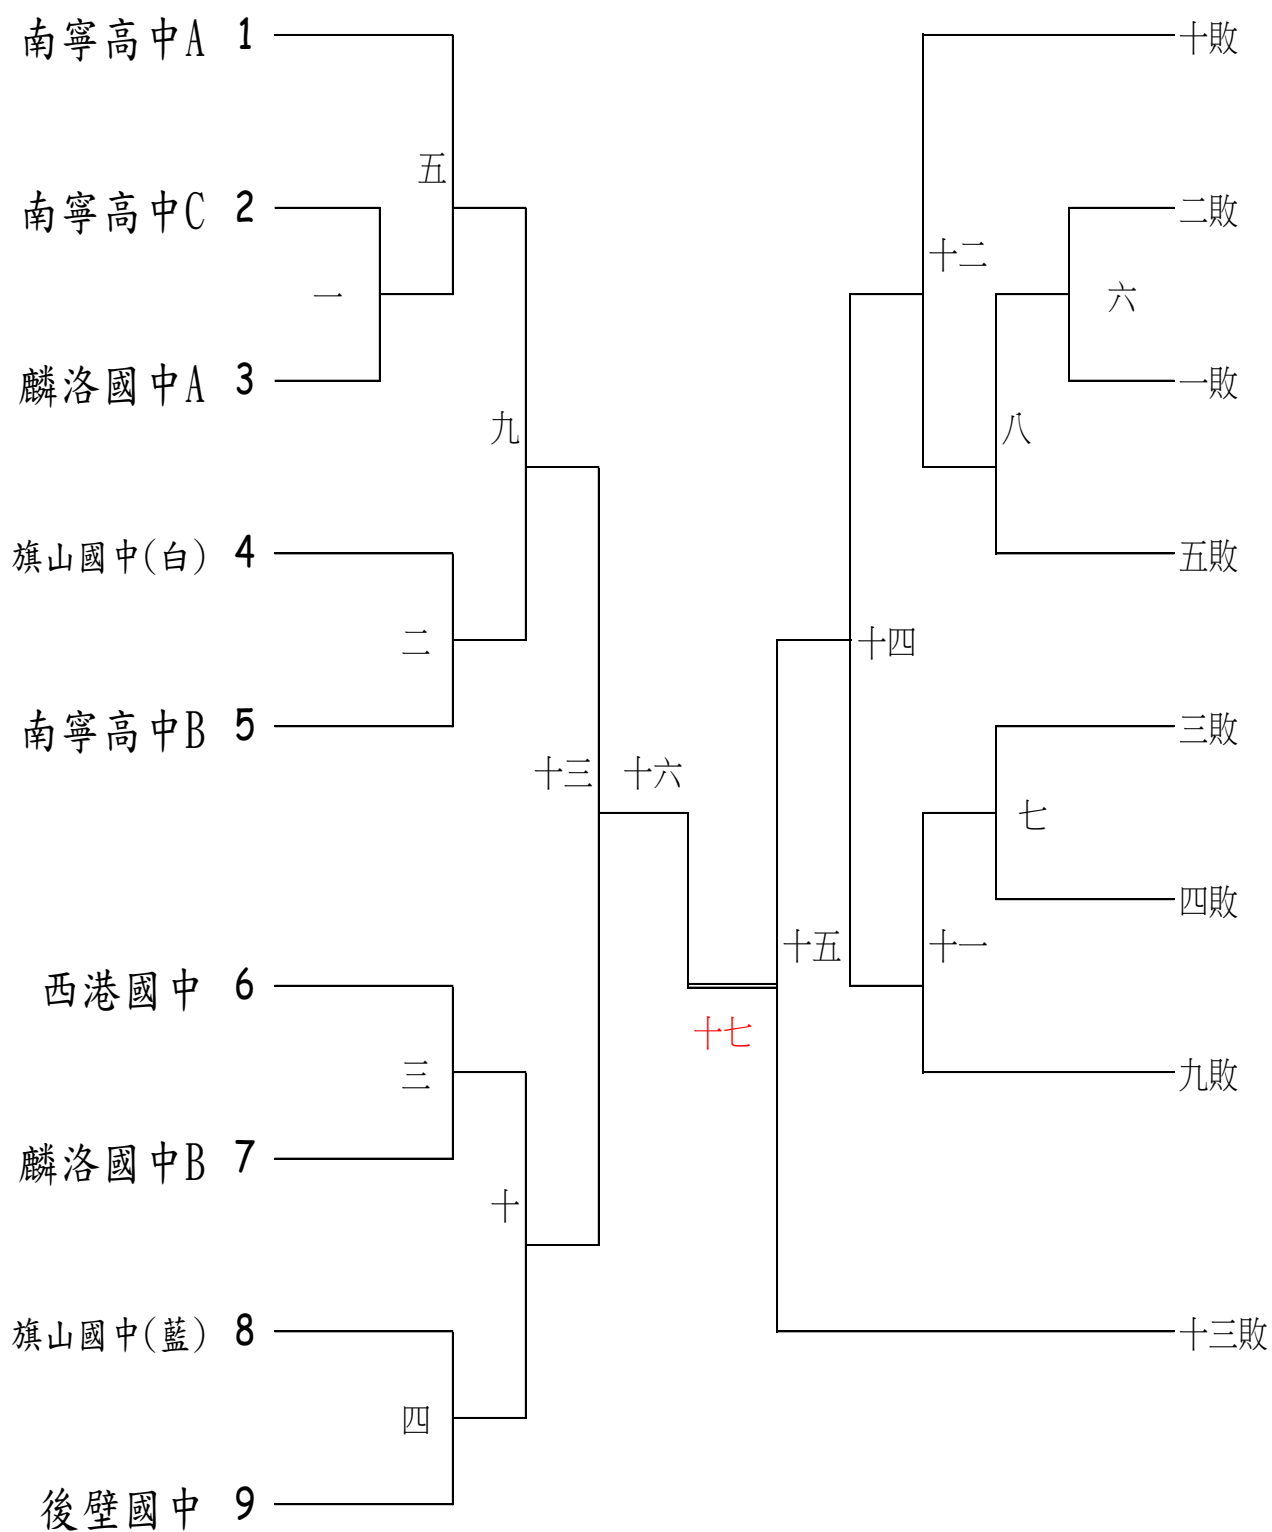 南寧高中A 1
十敗
五
南寧高中C 2
二敗
十二
一
六
麟洛國中A 3
一敗
九
八
旗山國中(白) 4
五敗
二
十四
南寧高中B 5
三敗
十三
十六
七
四敗
十五
十一
西港國中 6
十七
三
九敗
麟洛國中B 7
十
旗山國中(藍) 8
十三敗
四
後壁國中 9